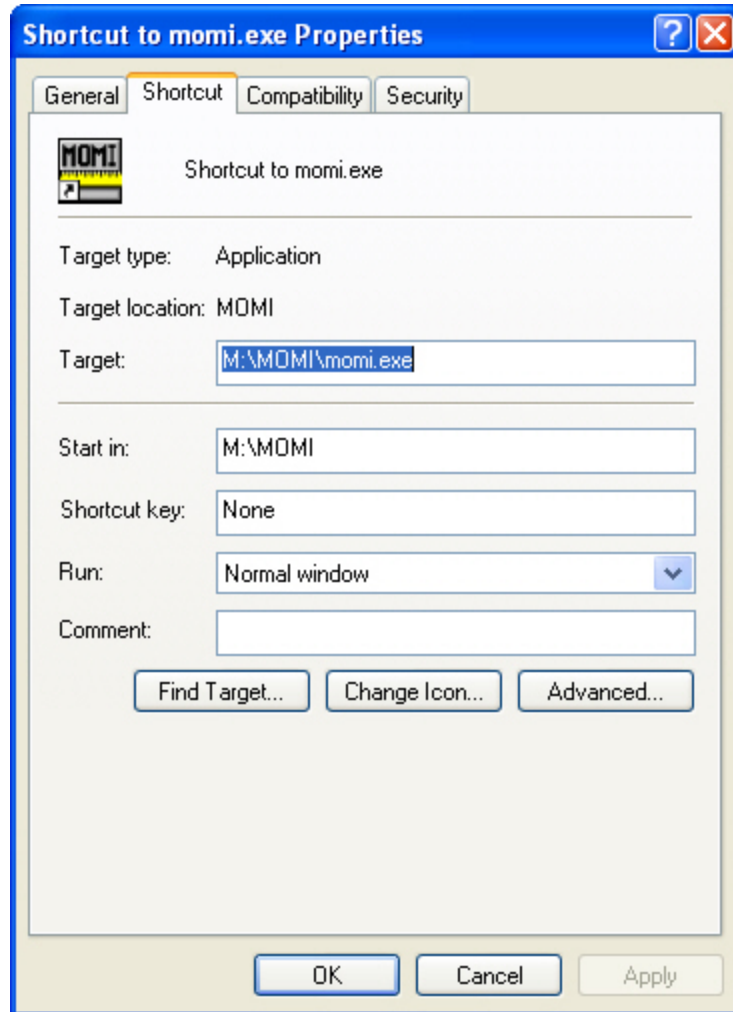 Shortcut to momi.exe Properties
General Shortcut Compatibility Security
MOMI
Shortcut to momi.exe
Target type: Application
Target location: MOMI
Target: M:\MOMI\momi.exe
Start in: M:\MOMI
Shortcut key: None
Run: Normal window
Comment:
Find Target... Change Icon... Advanced...
OK Cancel Apply